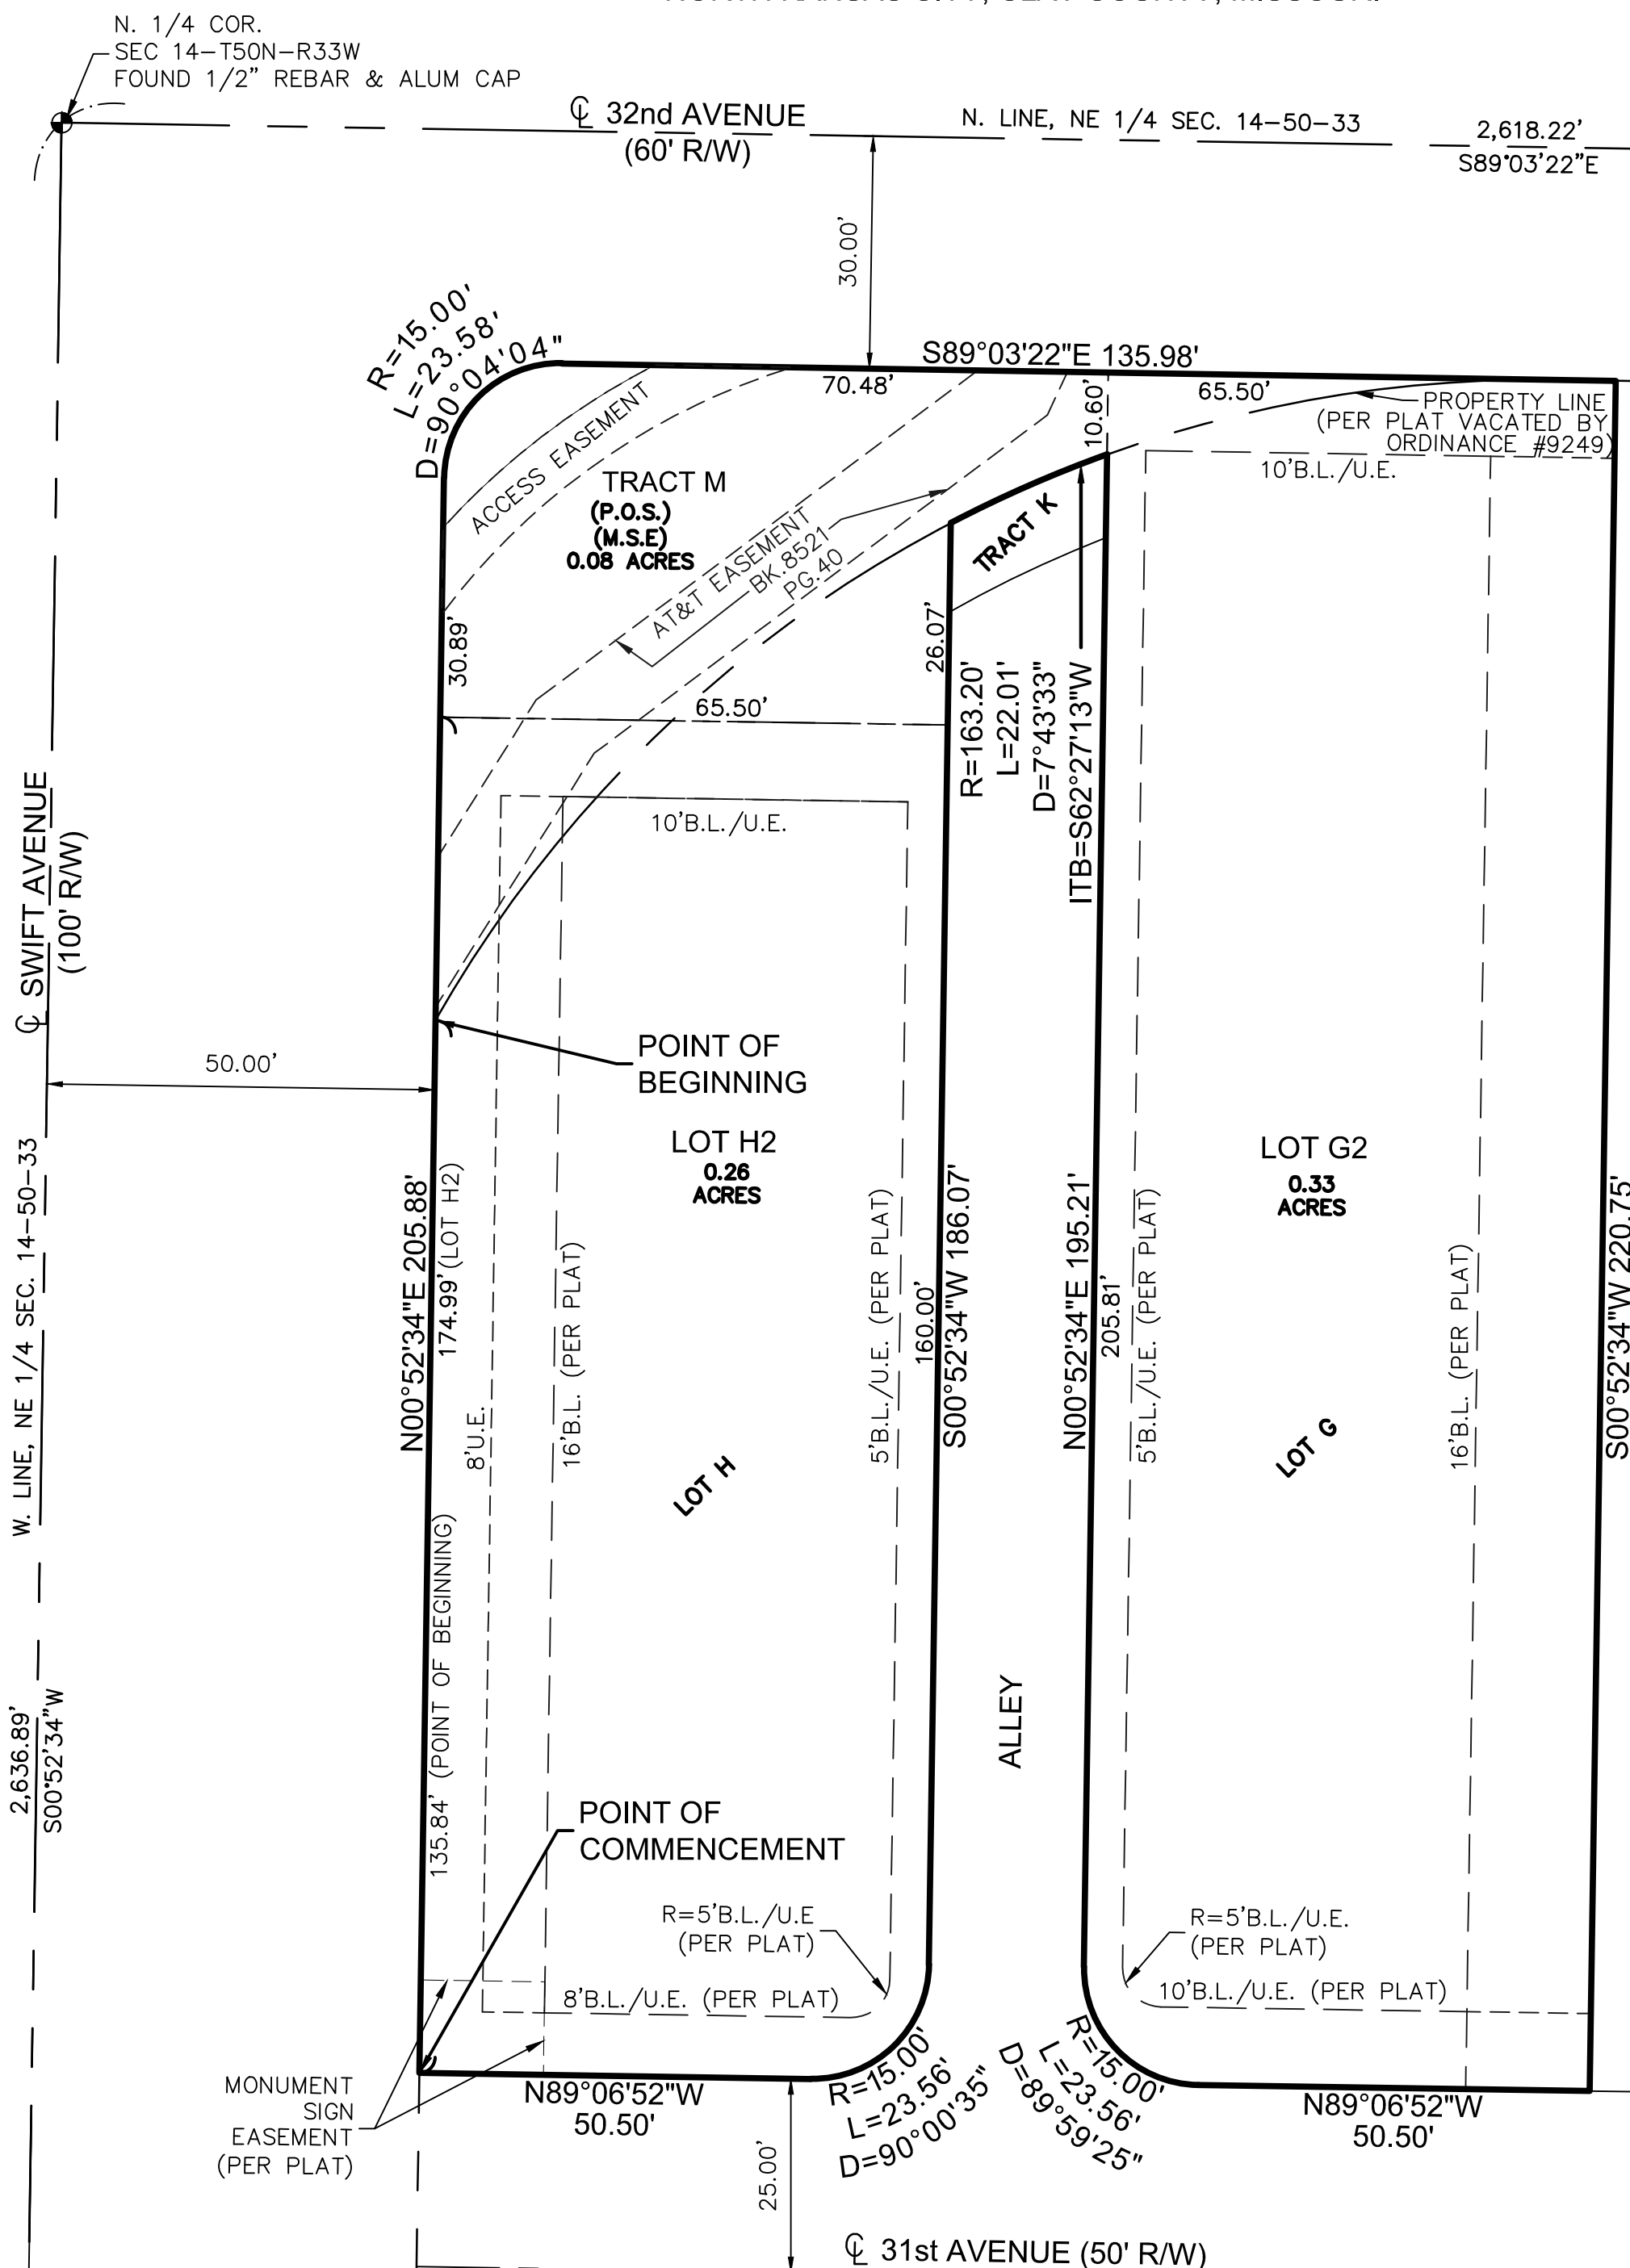 N. 1/4 COR.
SEC 14-T50N-R33W
FOUND 1/2" REBAR & ALUM CAP
℄ 32nd AVENUE
(60' R/W)
N. LINE, NE 1/4 SEC. 14-50-33
2,618.22'
S89°03'22"E
30.00'
R=15.00'
L=23.58'
D=90°04'04"
S89°03'22"E 135.98'
70.48'
65.50'
10.60'
PROPERTY LINE
(PER PLAT VACATED BY
ORDINANCE #9249)
10'B.L./U.E.
ACCESS EASEMENT
TRACT M
(P.O.S.)
(M.S.E)
0.08 ACRES
AT&T EASEMENT
BK.8521
PG.40
TRACT K
30.89'
26.07'
65.50'
R=163.20'
L=22.01'
D=7°43'33"
ITB=S62°27'13"W
10'B.L./U.E.
℄ SWIFT AVENUE
(100' R/W)
50.00'
POINT OF
BEGINNING
LOT H2
0.26
ACRES
LOT G2
0.33
ACRES
W. LINE, NE 1/4 SEC. 14-50-33
N00°52'34"E 205.88'
174.99' (LOT H2)
8'U.E.
16'B.L. (PER PLAT)
5'B.L./U.E. (PER PLAT)
160.00'
S00°52'34"W 186.07'
N00°52'34"E 195.21'
205.81'
5'B.L./U.E. (PER PLAT)
16'B.L. (PER PLAT)
S00°52'34"W 220.75'
LOT H
LOT G
135.84' (POINT OF BEGINNING)
2,636.89'
S00°52'34"W
ALLEY
POINT OF
COMMENCEMENT
R=5'B.L./U.E
(PER PLAT)
R=5'B.L./U.E.
(PER PLAT)
8'B.L./U.E. (PER PLAT)
10'B.L./U.E. (PER PLAT)
MONUMENT
SIGN
EASEMENT
(PER PLAT)
N89°06'52"W
50.50'
R=15.00'
L=23.56'
D=90°00'35"
R=15.00'
L=23.56'
D=89°59'25"
N89°06'52"W
50.50'
25.00'
℄ 31st AVENUE (50' R/W)